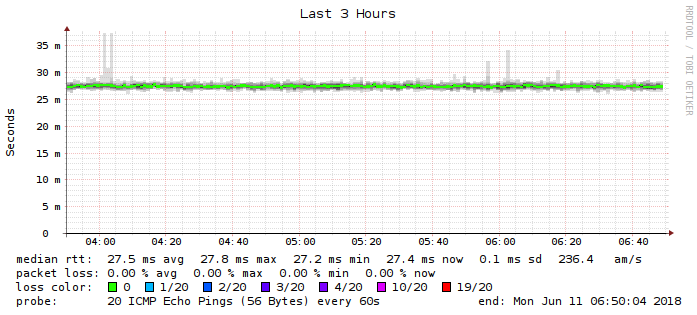 Last 3 Hours
RRDTOOL / TOBI OETIKER
Seconds
35 m
30 m
25 m
20 m
15 m
10 m
5 m
0
04:00 04:20 04:40 05:00 05:20 05:40 06:00 06:20 06:40
median rtt: 27.5 ms avg 27.8 ms max 27.2 ms min 27.4 ms now 0.1 ms sd 236.4 am/s
packet loss: 0.00 % avg 0.00 % max 0.00 % min 0.00 % now
loss color: 0 1/20 2/20 3/20 4/20 10/20 19/20
probe: 20 ICMP Echo Pings (56 Bytes) every 60s end: Mon Jun 11 06:50:04 2018